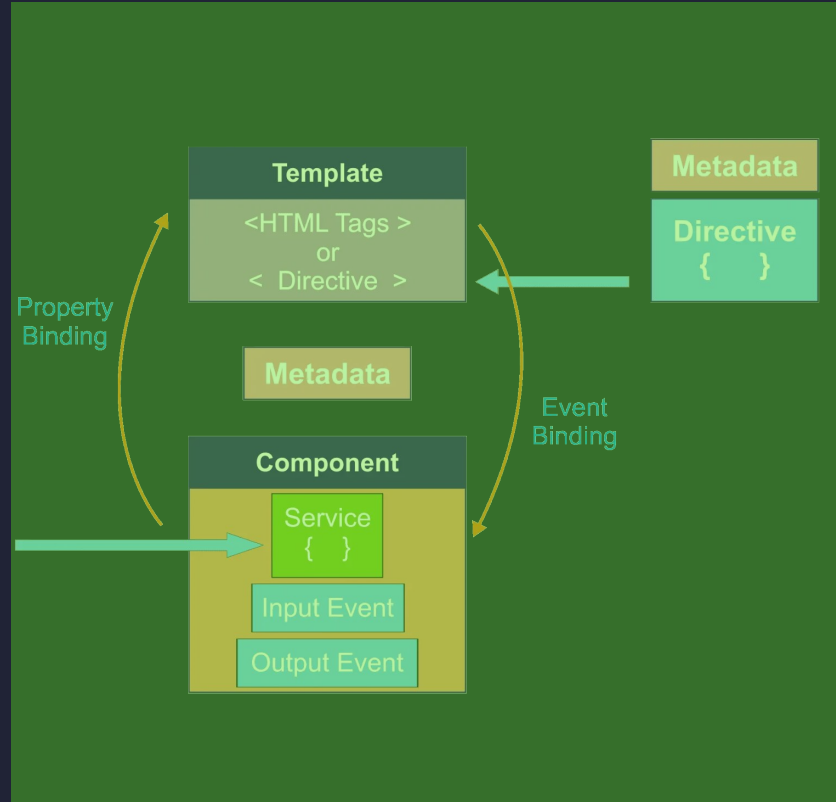 Template
<HTML Tags >
or
< Directive >
Metadata
Directive
{ }
Property
Binding
Metadata
Event
Binding
Component
Service
{ }
Input Event
Output Event